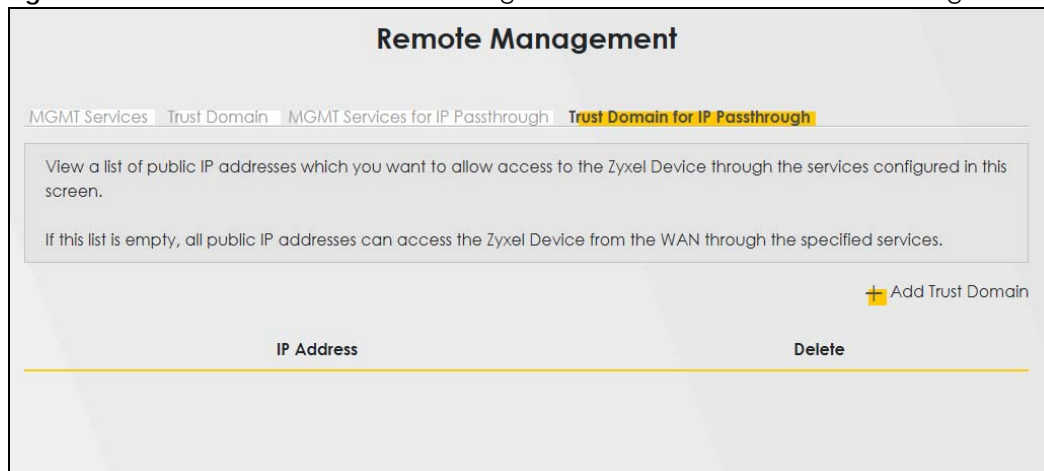 Remote Management
MGMT Services Trust Domain MGMT Services for IP Passthrough Trust Domain for IP Passthrough
View a list of public IP addresses which you want to allow access to the Zyxel Device through the services configured in this
screen.
If this list is empty, all public IP addresses can access the Zyxel Device from the WAN through the specified services.
+ Add Trust Domain
IP Address Delete